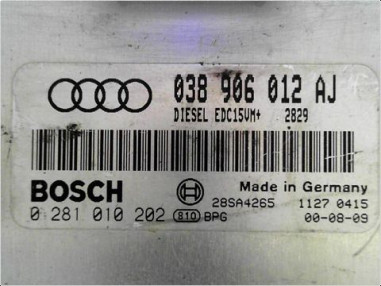 038 906 012 AJ
DIESEL EDC15VM+ 2829
BOSCH
Made in Germany
28SA4265 1127 0415
0 281 010 202 810 BPG 00-08-09